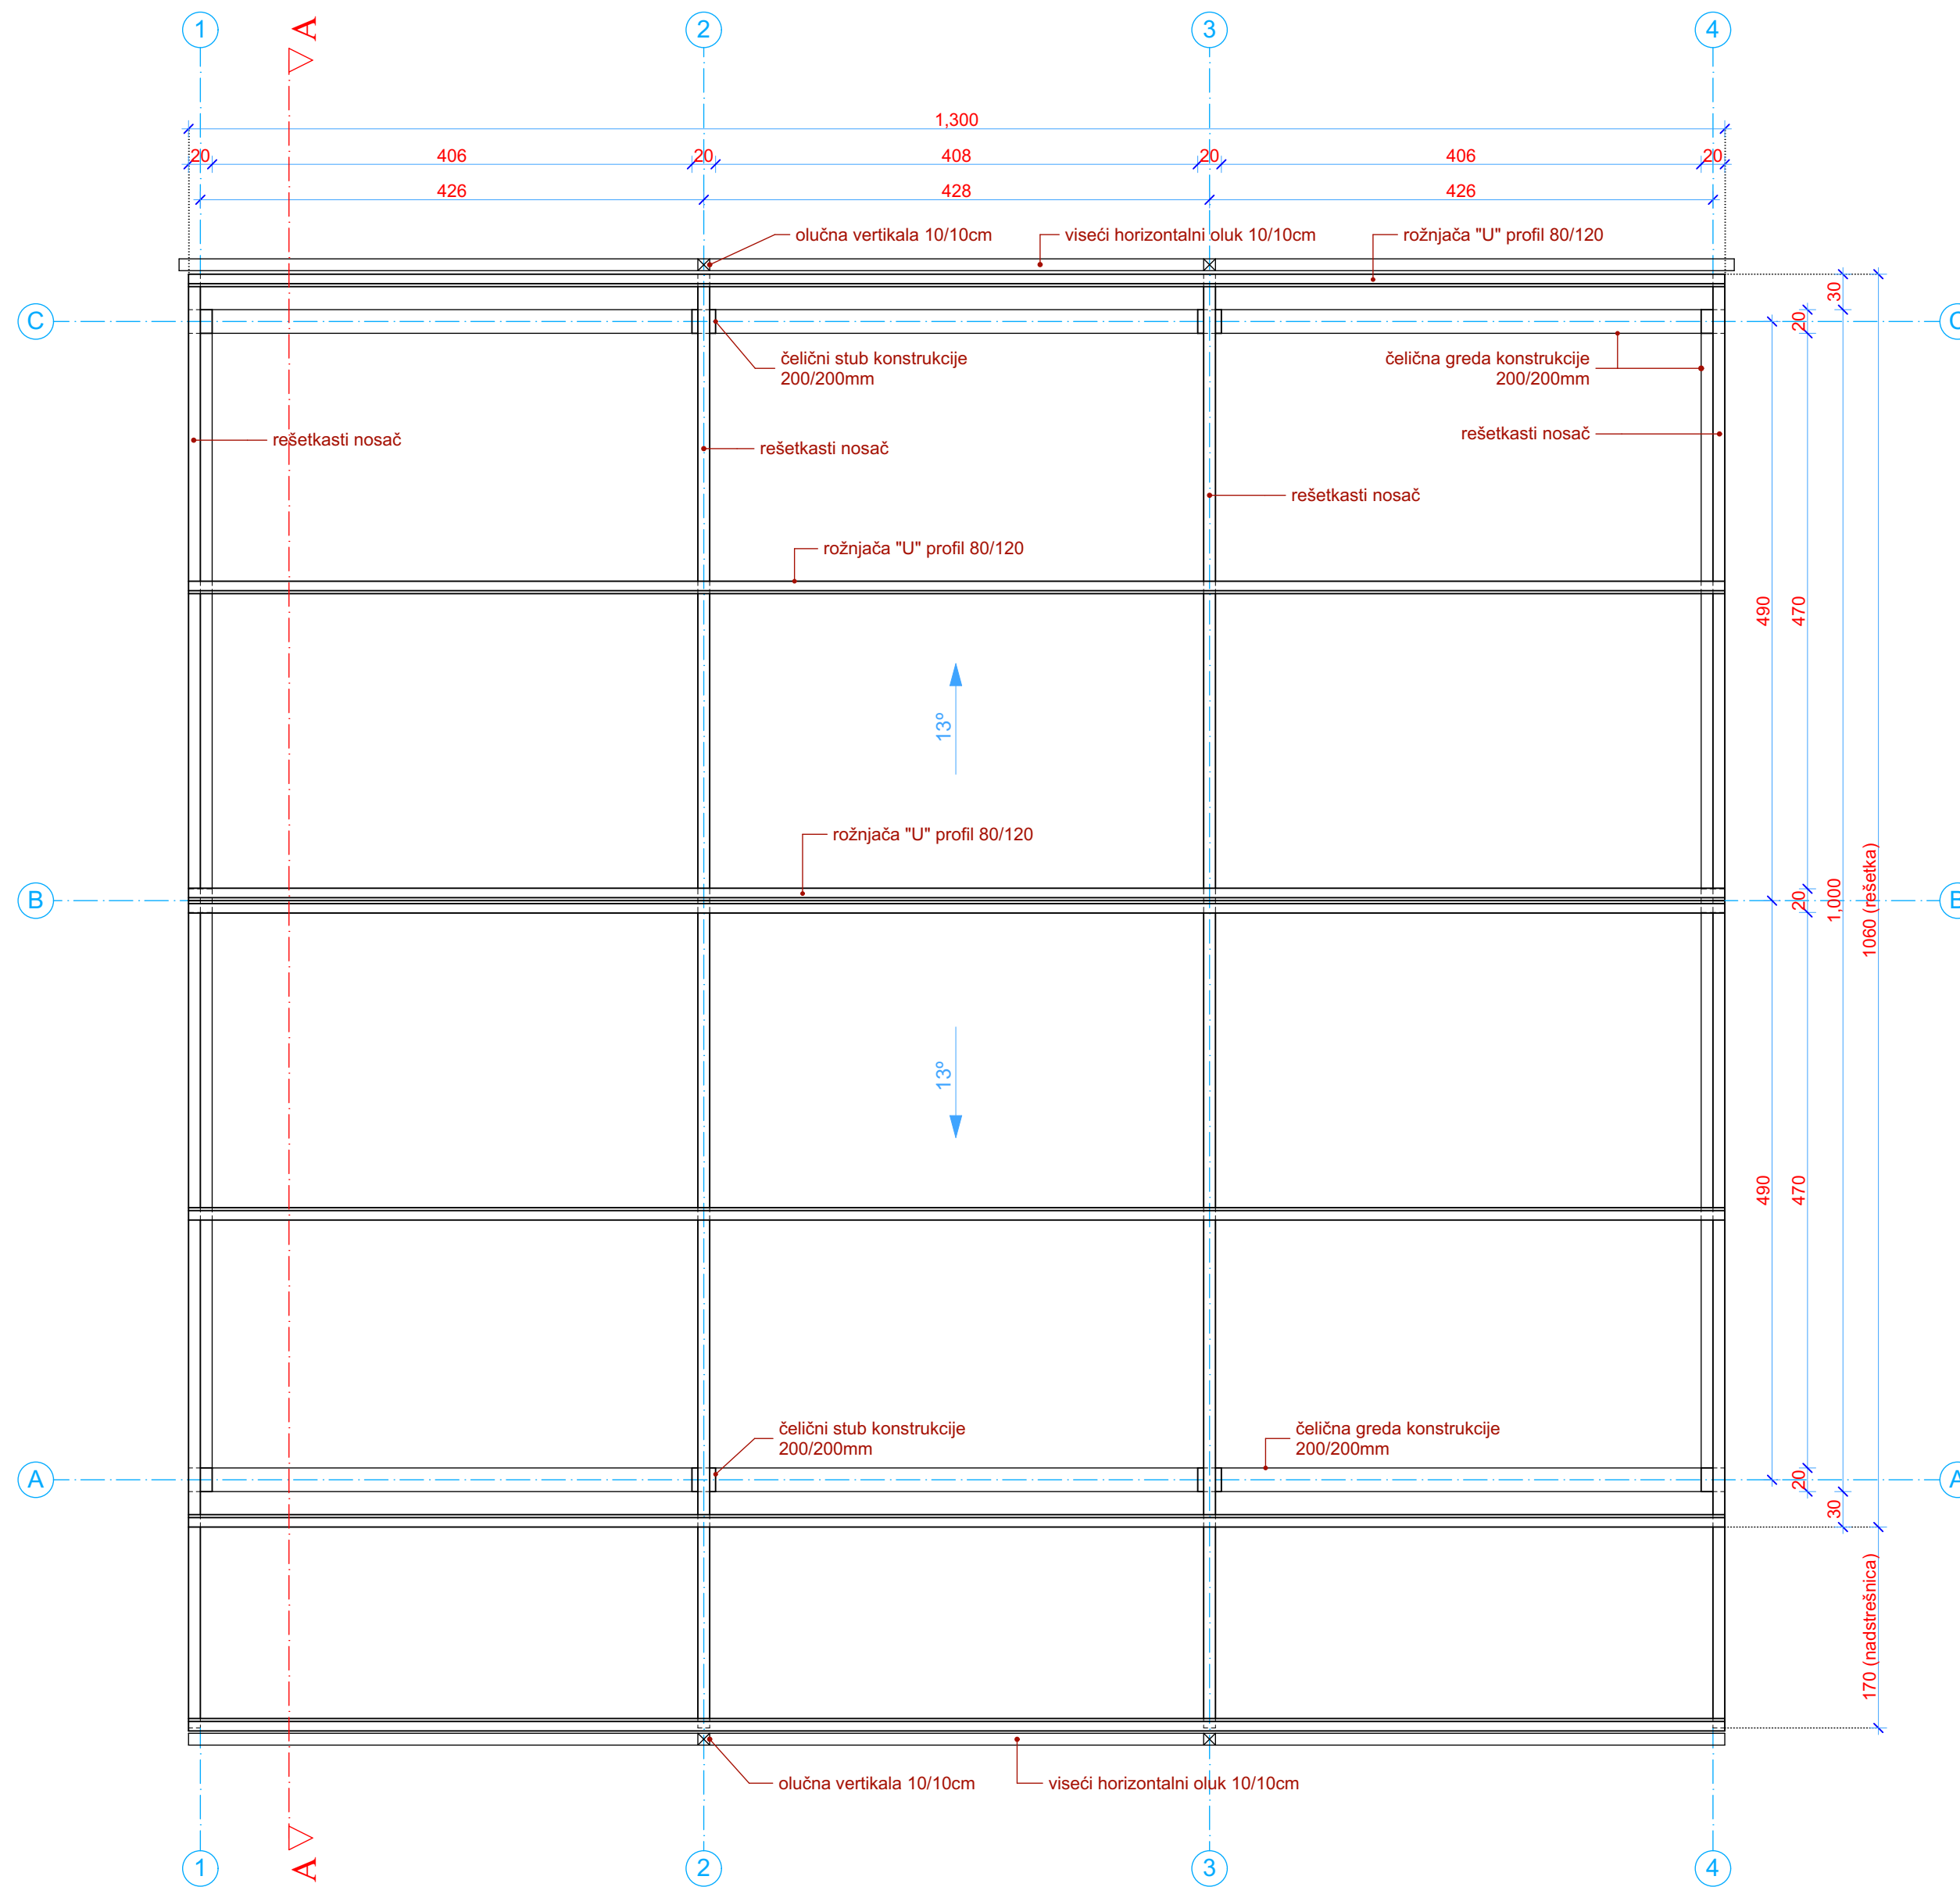 1
A
2
3
4
1,300
20
406
20
408
20
406
20
426
428
426
olučna vertikala 10/10cm
viseći horizontalni oluk 10/10cm
rožnjača "U" profil 80/120
30
C
20
C
čelični stub konstrukcije
200/200mm
čelična greda konstrukcije
200/200mm
rešetkasti nosač
rešetkasti nosač
rešetkasti nosač
rešetkasti nosač
rožnjača "U" profil 80/120
490
470
13º
rožnjača "U" profil 80/120
B
20
1,000
1060 (rešetka)
B
13º
490
470
čelični stub konstrukcije
200/200mm
čelična greda konstrukcije
200/200mm
A
20
A
30
170 (nadstrešnica)
olučna vertikala 10/10cm
viseći horizontalni oluk 10/10cm
1
A
2
3
4